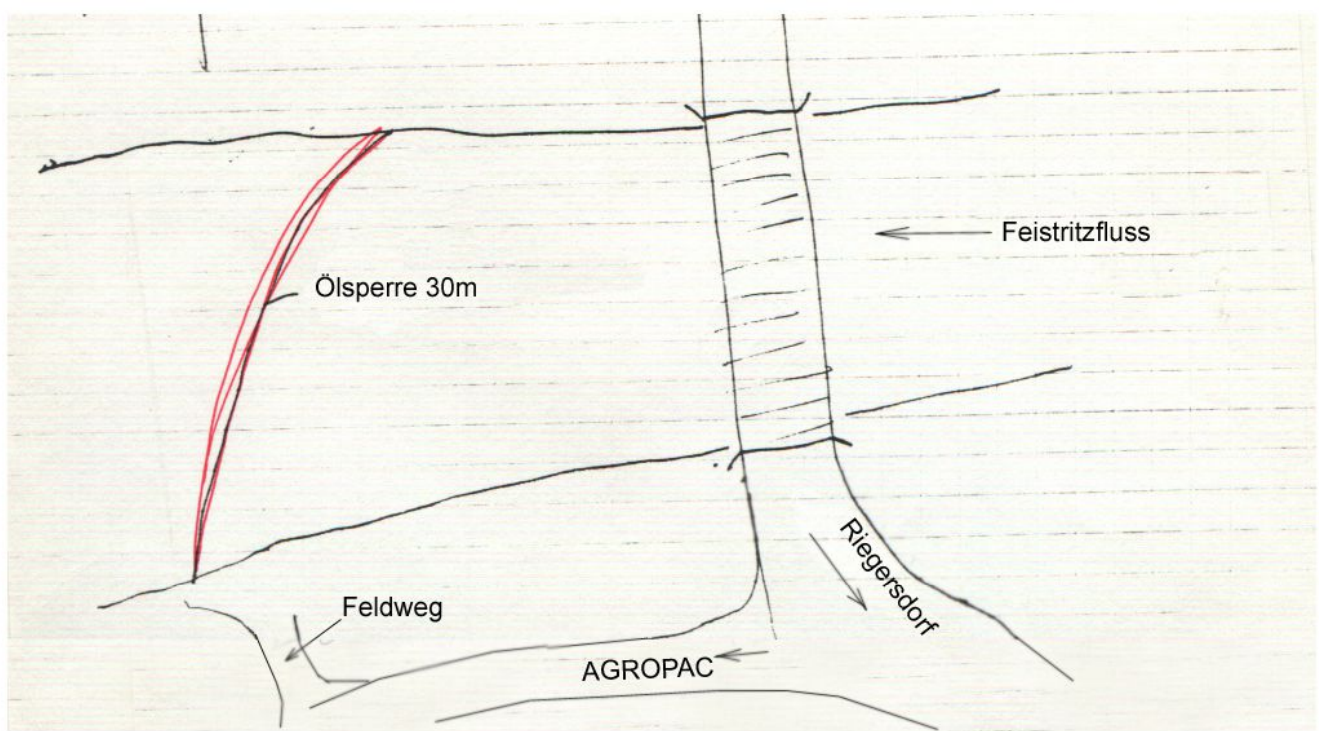 Feistritzfluss
Ölsperre 30m
Riegersdorf
Feldweg
AGROPAC